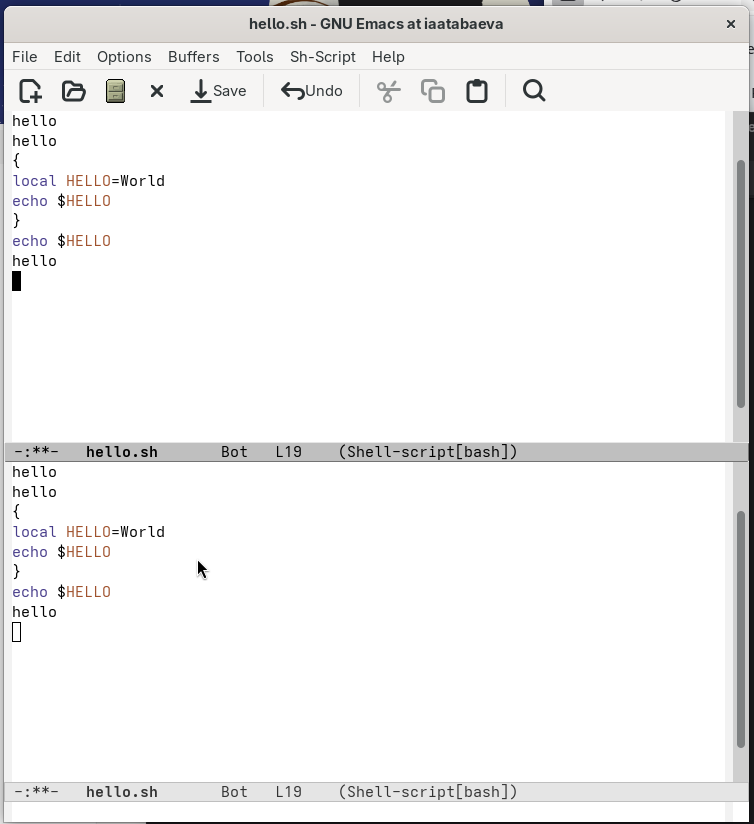 hello.sh - GNU Emacs at iaatabaeva
File Edit Options Buffers Tools Sh-Script Help
Save Undo
hello
hello
{
local HELLO=World
echo $HELLO
}
echo $HELLO
hello
-:**- hello.sh Bot L19 (Shell-script[bash])
hello
hello
{
local HELLO=World
echo $HELLO
}
echo $HELLO
hello
-:**- hello.sh Bot L19 (Shell-script[bash])